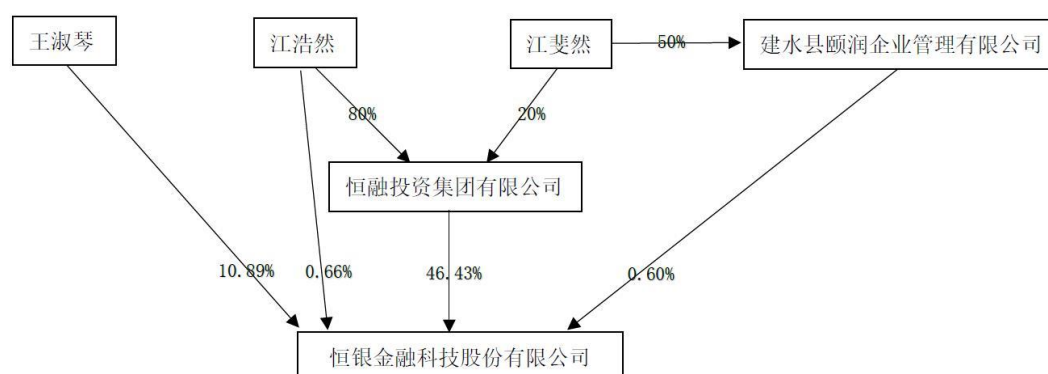 王淑琴
江浩然
江斐然
50%
建水县颐润企业管理有限公司
80%
20%
恒融投资集团有限公司
10.89%
0.66%
46.43%
0.60%
恒银金融科技股份有限公司